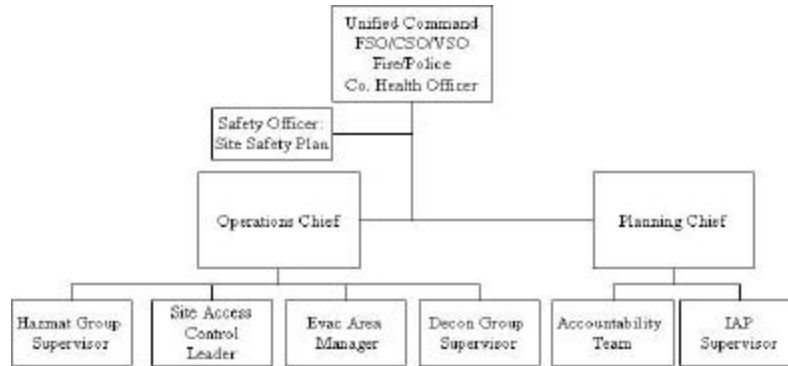 Unified Command
FSO/CSO/VSO
Fire/Police
Co. Health Officer
Safety Officer:
Site Safety Plan
Operations Chief
Planning Chief
Hazmat Group
Supervisor
Site Access
Control
Leader
Evac Area
Manager
Decon Group
Supervisor
Accountability
Team
IAP
Supervisor